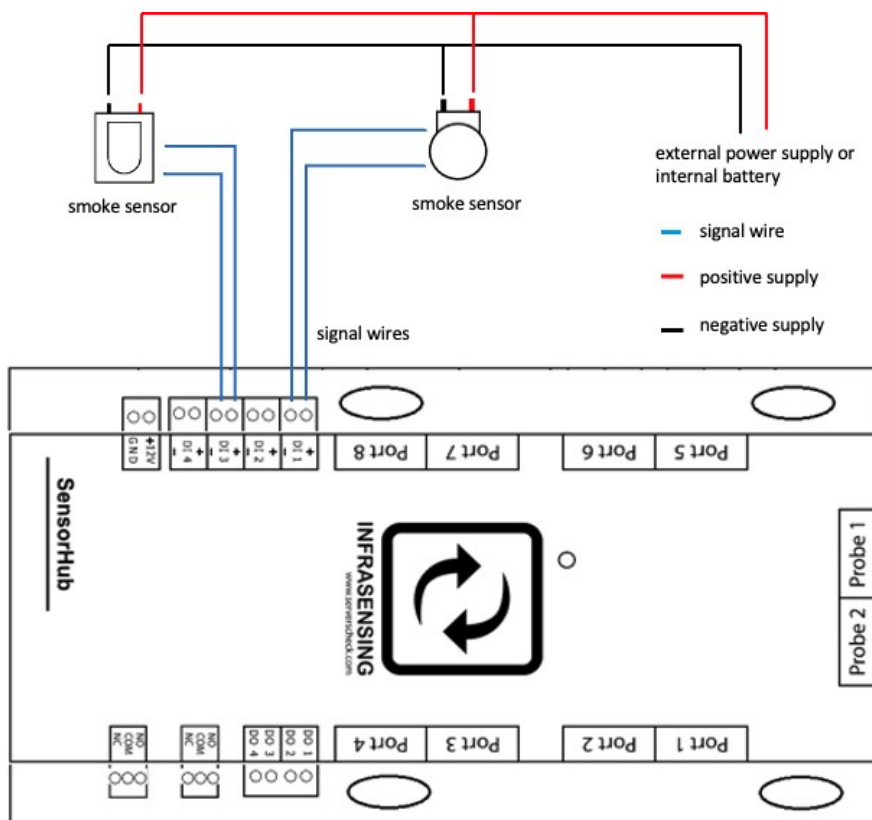 external power supply or
internal battery
smoke sensor
smoke sensor
signal wire
positive supply
negative supply
signal wires
GND
+12V
- DI 4 +
- DI 3 +
- DI 2 +
- DI 1 +
Port 8
Port 7
Port 6
Port 5
SensorHub
INFRASENSING
www.serverscheck.com
Probe 1
Probe 2
NC
COM
NO
NC
COM
NO
DO 4
DO 3
DO 2
DO 1
Port 4
Port 3
Port 2
Port 1